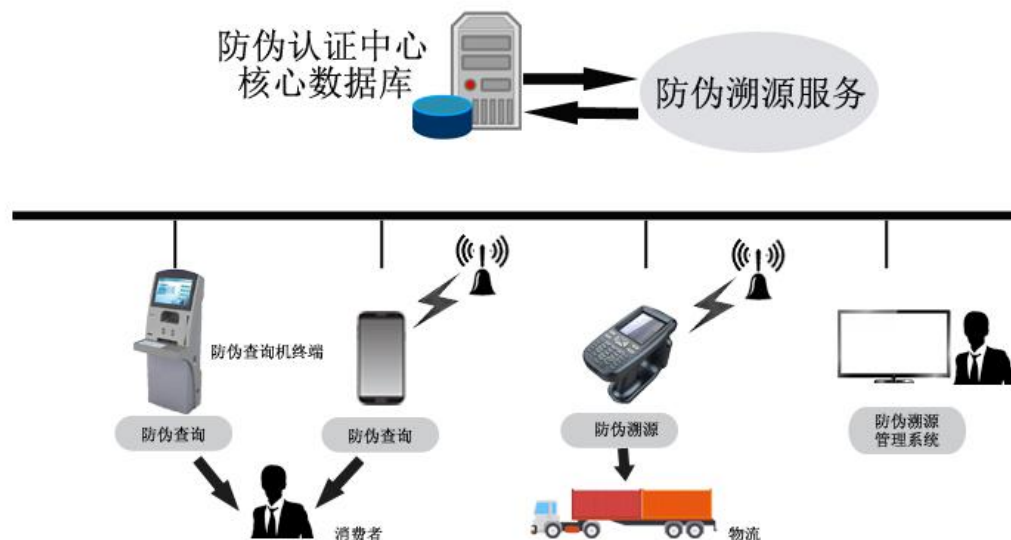 防伪认证中心
核心数据库
防伪溯源服务
防伪查询机终端
防伪查询
防伪查询
防伪溯源
防伪溯源
管理系统
消费者
物流